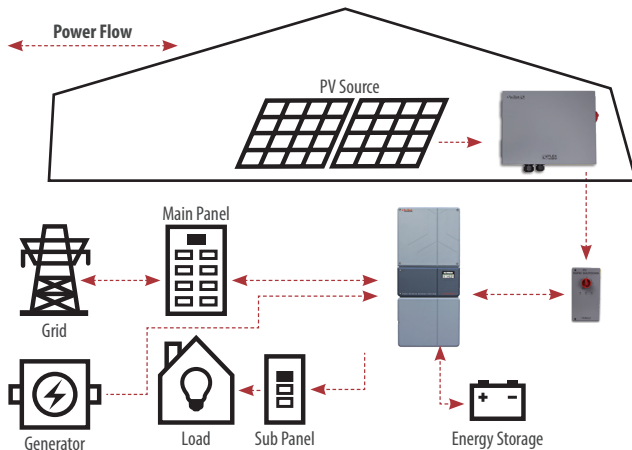 Power Flow
PV Source
Main Panel
Grid
Generator
Load
Sub Panel
Energy Storage